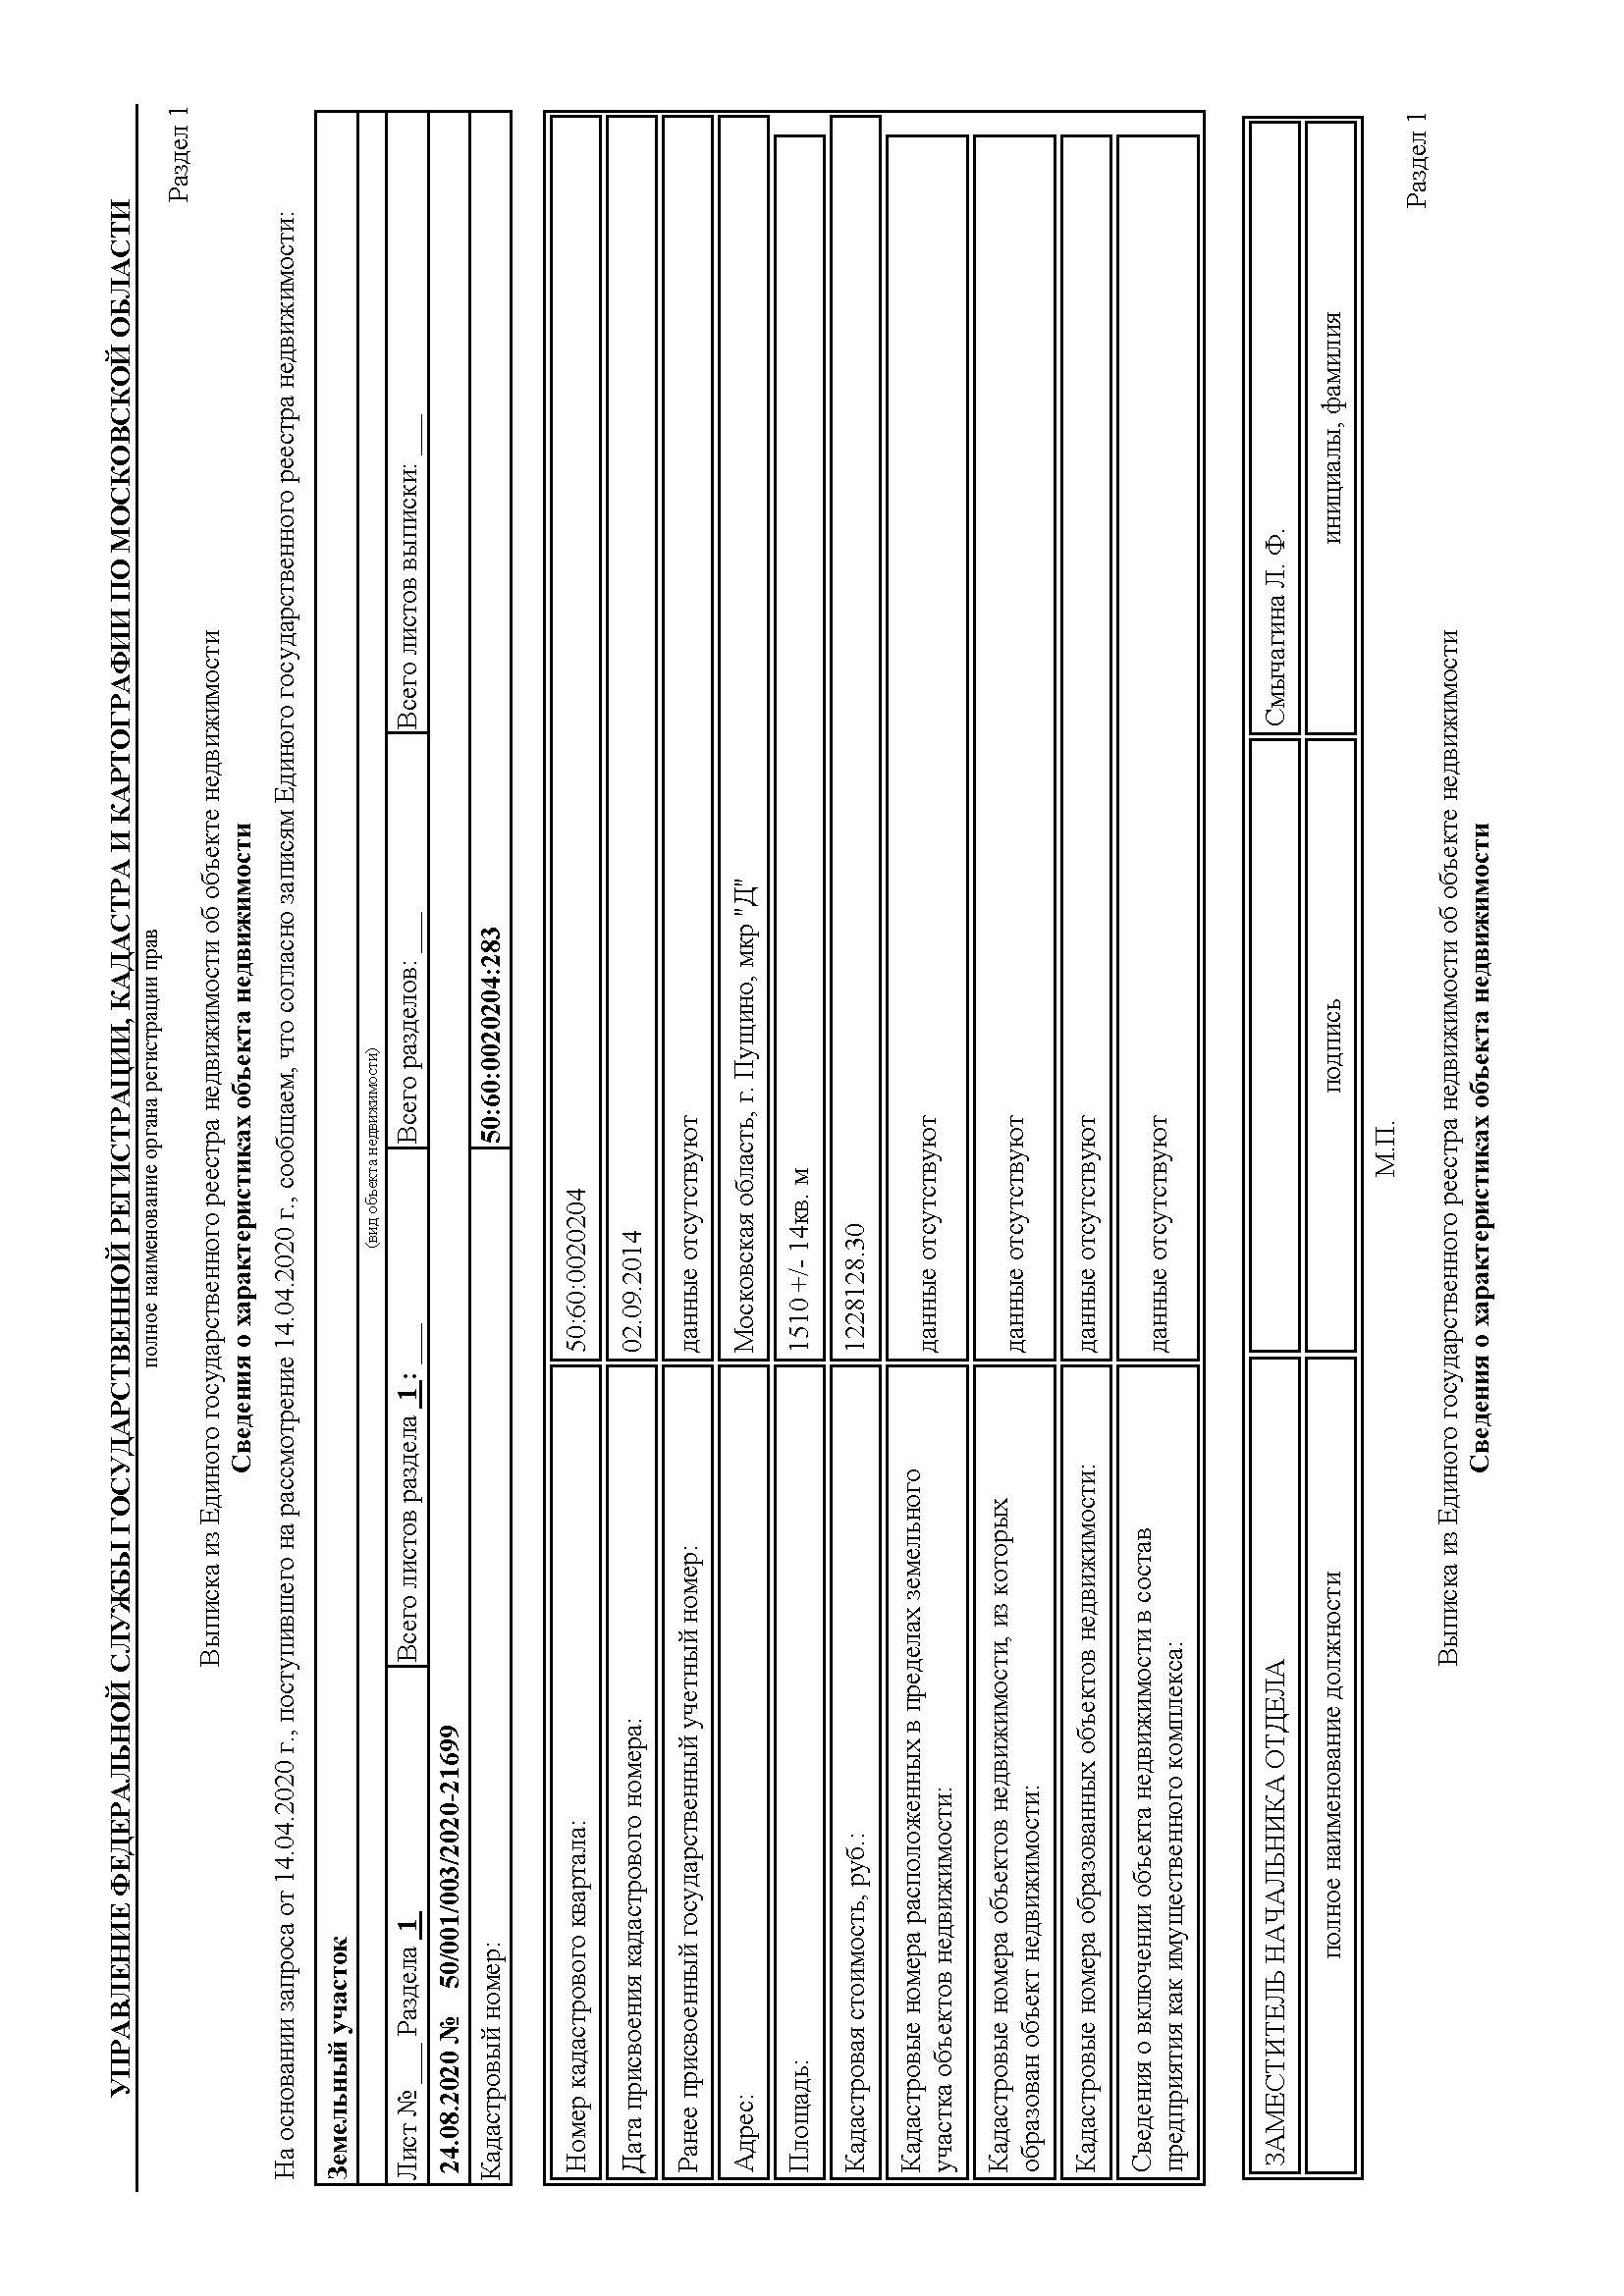 УПРАВЛЕНИЕ ФЕДЕРАЛЬНОЙ СЛУЖБЫ ГОСУДАРСТВЕННОЙ РЕГИСТРАЦИИ, КАДАСТРА И КАРТОГРАФИИ ПО МОСКОВСКОЙ ОБЛАСТИ
полное наименование органа регистрации прав
Раздел 1
Выписка из Единого государственного реестра недвижимости об объекте недвижимости
Сведения о характеристиках объекта недвижимости
На основании запроса от 14.04.2020 г., поступившего на рассмотрение 14.04.2020 г., сообщаем, что согласно записям Единого государственного реестра недвижимости:
Земельный участок
(вид объекта недвижимости)
Лист № ___ Раздела 1 Всего листов раздела 1 : ___ Всего разделов: ___ Всего листов выписки: ___
24.08.2020 № 50/001/003/2020-21699
Кадастровый номер: 50:60:0020204:283
Номер кадастрового квартала: 50:60:0020204
Дата присвоения кадастрового номера: 02.09.2014
Ранее присвоенный государственный учетный номер: данные отсутствуют
Адрес: Московская область, г. Пущино, мкр "Д"
Площадь: 1510 +/- 14кв. м
Кадастровая стоимость, руб.: 1228128.30
Кадастровые номера расположенных в пределах земельного
участка объектов недвижимости: данные отсутствуют
Кадастровые номера объектов недвижимости, из которых
образован объект недвижимости: данные отсутствуют
Кадастровые номера образованных объектов недвижимости: данные отсутствуют
Сведения о включении объекта недвижимости в состав
предприятия как имущественного комплекса: данные отсутствуют
ЗАМЕСТИТЕЛЬ НАЧАЛЬНИКА ОТДЕЛА Смычагина Л. Ф.
полное наименование должности подпись инициалы, фамилия
М.П.
Раздел 1
Выписка из Единого государственного реестра недвижимости об объекте недвижимости
Сведения о характеристиках объекта недвижимости